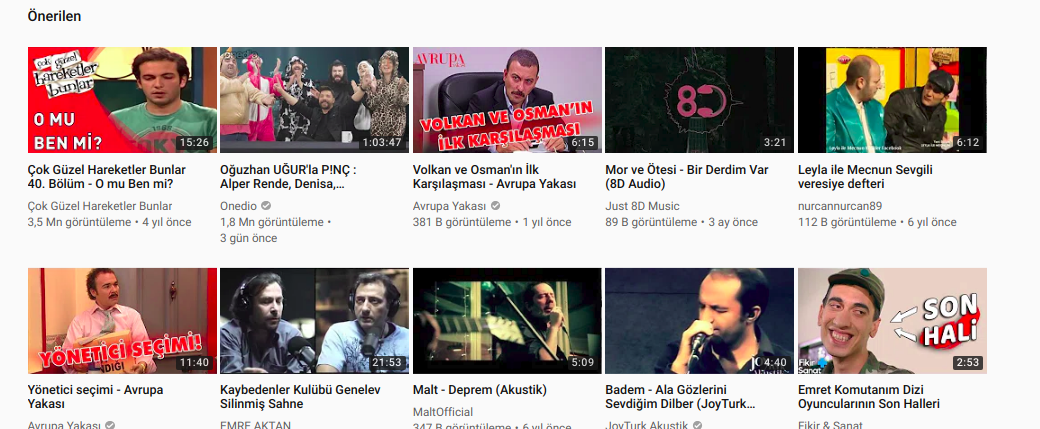 Önerilen
çok güzel
hareketler
bunlar
O MU
BEN Mİ?
15:26
1:03:47
AVRUPA
VOLKAN VE OSMAN'IN
İLK KARŞILAŞMASI
6:15
8D
3:21
6:12
Çok Güzel Hareketler Bunlar
40. Bölüm - O mu Ben mi?
Çok Güzel Hareketler Bunlar
3,5 Mn görüntüleme • 4 yıl önce
Oğuzhan UĞUR'la P!NÇ :
Alper Rende, Denisa,...
Onedio
1,8 Mn görüntüleme •
3 gün önce
Volkan ve Osman'ın İlk
Karşılaşması - Avrupa Yakası
Avrupa Yakası
381 B görüntüleme • 1 yıl önce
Mor ve Ötesi - Bir Derdim Var
(8D Audio)
Just 8D Music
89 B görüntüleme • 3 ay önce
Leyla ile Mecnun Sevgili
veresiye defteri
nurcannurcan89
112 B görüntüleme • 6 yıl önce
YÖNETİCİ SEÇİMİ!
11:40
21:53
5:09
4:40
SON
HALİ
Fikir
Sanat
2:53
Yönetici seçimi - Avrupa
Yakası
Avrupa Yakası
Kaybedenler Kulübü Genelev
Silinmiş Sahne
EMRE AKTAN
Malt - Deprem (Akustik)
MaltOfficial
347 B görüntüleme • 6 yıl önce
Badem - Ala Gözlerini
Sevdiğim Dilber (JoyTurk...
JoyTurk Akustik
Emret Komutanım Dizi
Oyuncularının Son Halleri
Fikir & Sanat